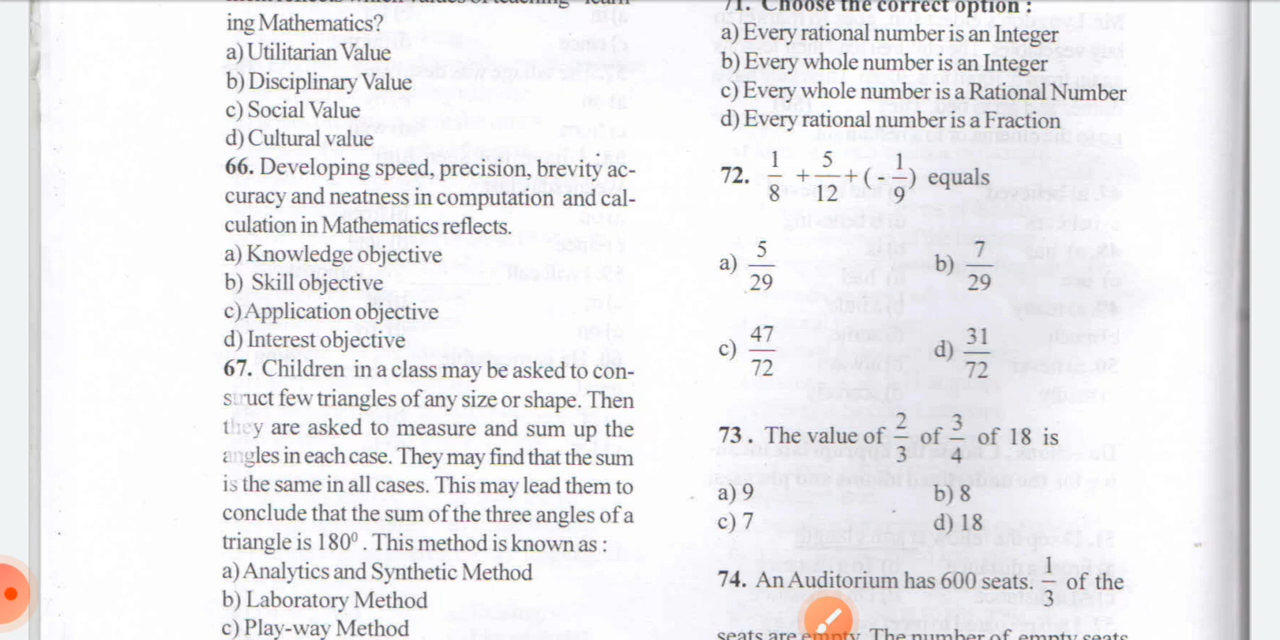 ing Mathematics?
a) Utilitarian Value
b) Disciplinary Value
c) Social Value
d) Cultural value
66. Developing speed, precision, brevity ac-
curacy and neatness in computation and cal-
culation in Mathematics reflects.
a) Knowledge objective
b) Skill objective
c) Application objective
d) Interest objective
67. Children in a class may be asked to con-
struct few triangles of any size or shape. Then
they are asked to measure and sum up the
angles in each case. They may find that the sum
is the same in all cases. This may lead them to
conclude that the sum of the three angles of a
triangle is 180⁰ . This method is known as :
a) Analytics and Synthetic Method
b) Laboratory Method
c) Play-way Method
71. Choose the correct option :
a) Every rational number is an Integer
b) Every whole number is an Integer
c) Every whole number is a Rational Number
d) Every rational number is a Fraction
72. 1/8 + 5/12 + ( - 1/9 ) equals
a) 5/29 b) 7/29
c) 47/72 d) 31/72
73 . The value of 2/3 of 3/4 of 18 is
a) 9 b) 8
c) 7 d) 18
74. An Auditorium has 600 seats. 1/3 of the
seats are empty. The number of empty seats